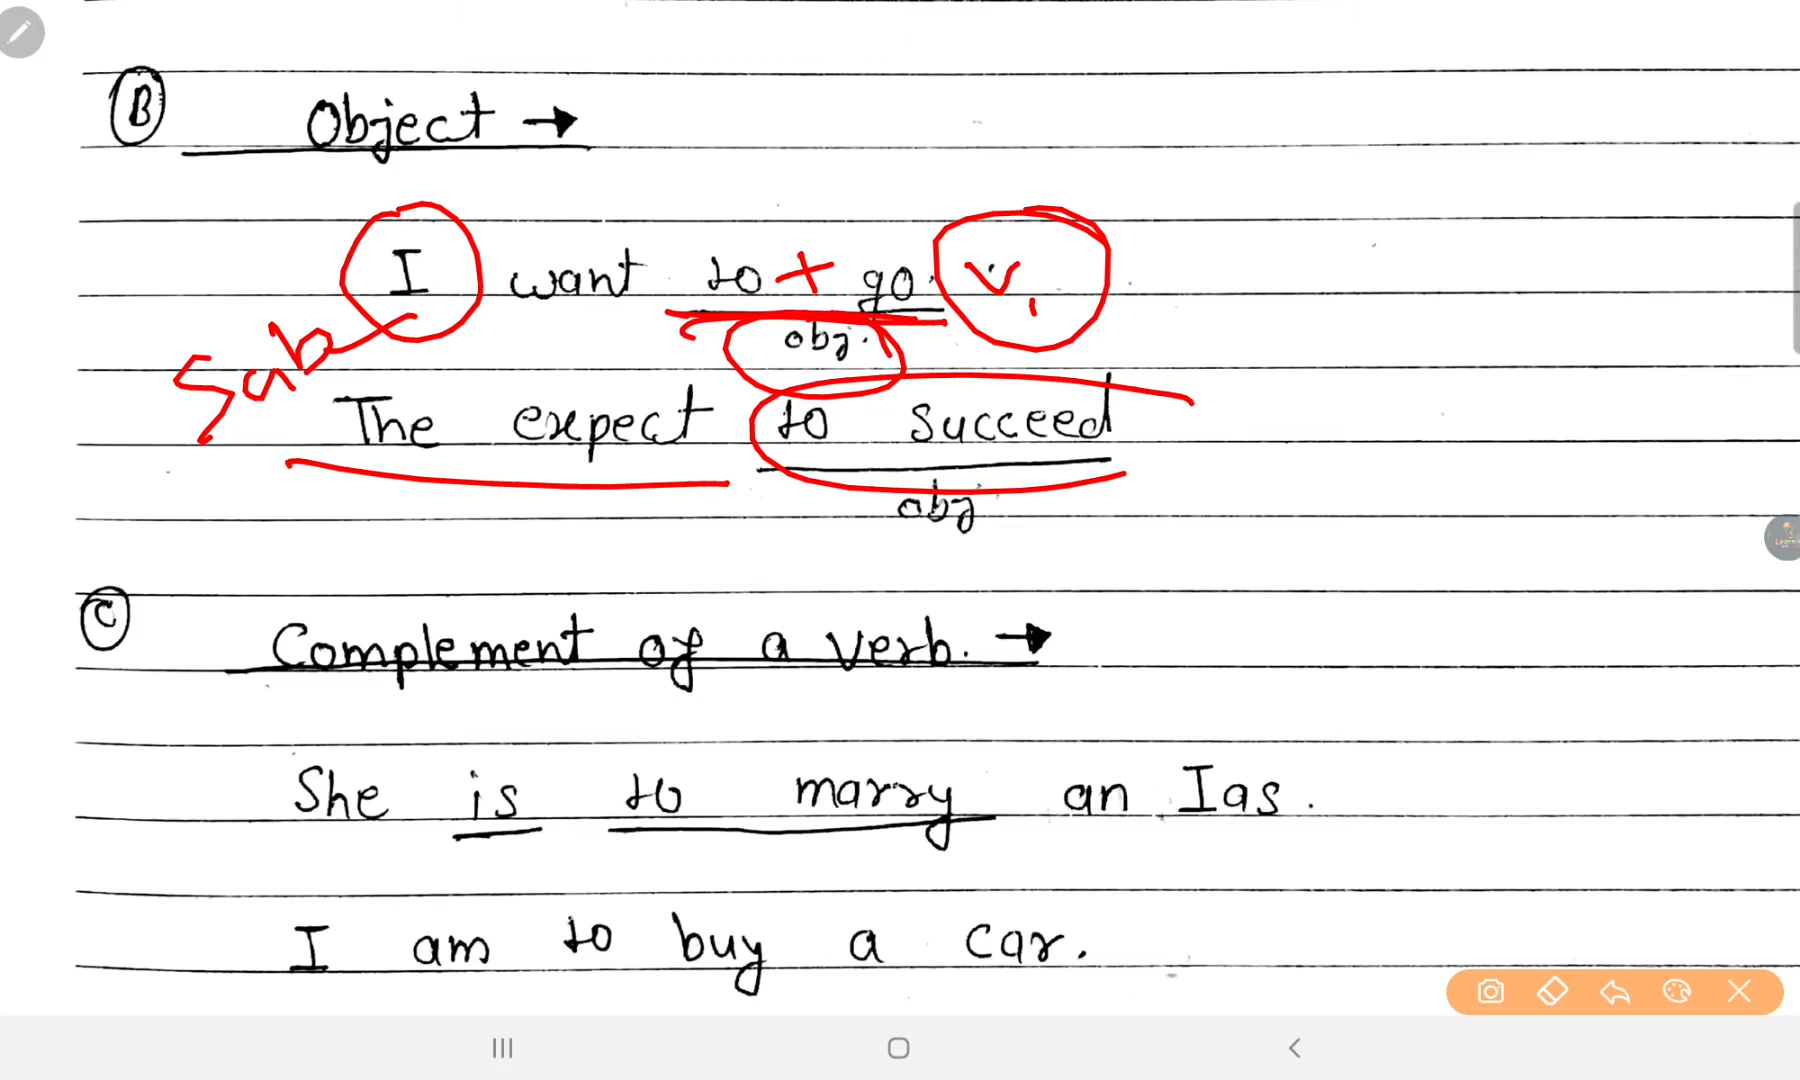 B Object →
I want to + go. V1
obj.
Sub
The expect to succeed
obj
C Complement of a verb. →
She is to marry an Ias.
I am to buy a car.